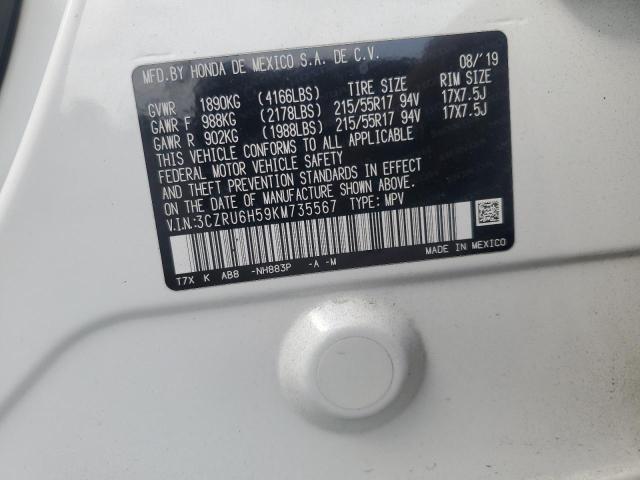 MFD.BY HONDA DE MEXICO S.A. DE C.V. 08/'19
GVWR 1890KG (4166LBS) TIRE SIZE RIM SIZE
GAWR F 988KG (2178LBS) 215/55R17 94V 17X7.5J
GAWR R 902KG (1988LBS) 215/55R17 94V 17X7.5J
THIS VEHICLE CONFORMS TO ALL APPLICABLE
FEDERAL MOTOR VEHICLE SAFETY
STANDARDS AND THEFT PREVENTION STANDARDS IN EFFECT
ON THE DATE OF MANUFACTURE SHOWN ABOVE.
V.I.N.:3CZRU6H59KM735567 TYPE: MPV
MADE IN MEXICO
T7X K AB8 -NH883P -A -M